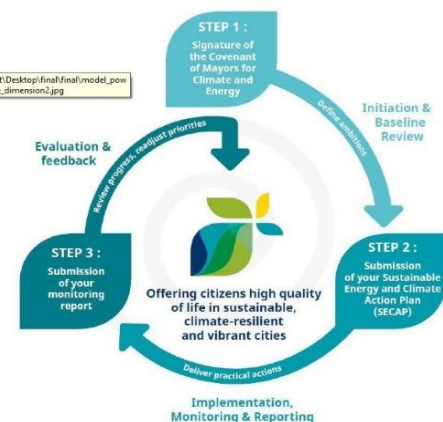 STEP 1 :
Signature of
the Covenant
of Mayors for
Climate and
Energy
t\Desktop\final\final\model_pow
_dimension2.jpg
Define ambitions
Initiation &
Baseline
Review
Evaluation &
feedback
Review progress, readjust priorities
STEP 2 :
Submission
of your Sustainable
Energy and Climate
Action Plan
(SECAP)
STEP 3 :
Submission
of your
monitoring
report
Offering citizens high quality
of life in sustainable,
climate-resilient
and vibrant cities
Deliver practical actions
Implementation,
Monitoring & Reporting